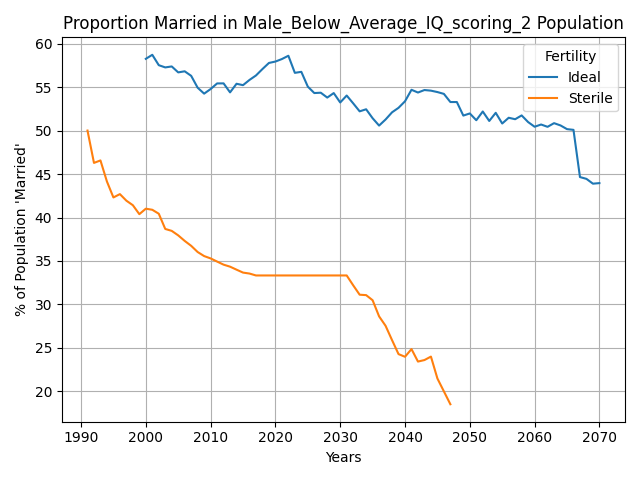 Proportion Married in Male_Below_Average_IQ_scoring_2 Population
Fertility
Ideal
Sterile
% of Population 'Married'
60
55
50
45
40
35
30
25
20
1990 2000 2010 2020 2030 2040 2050 2060 2070
Years